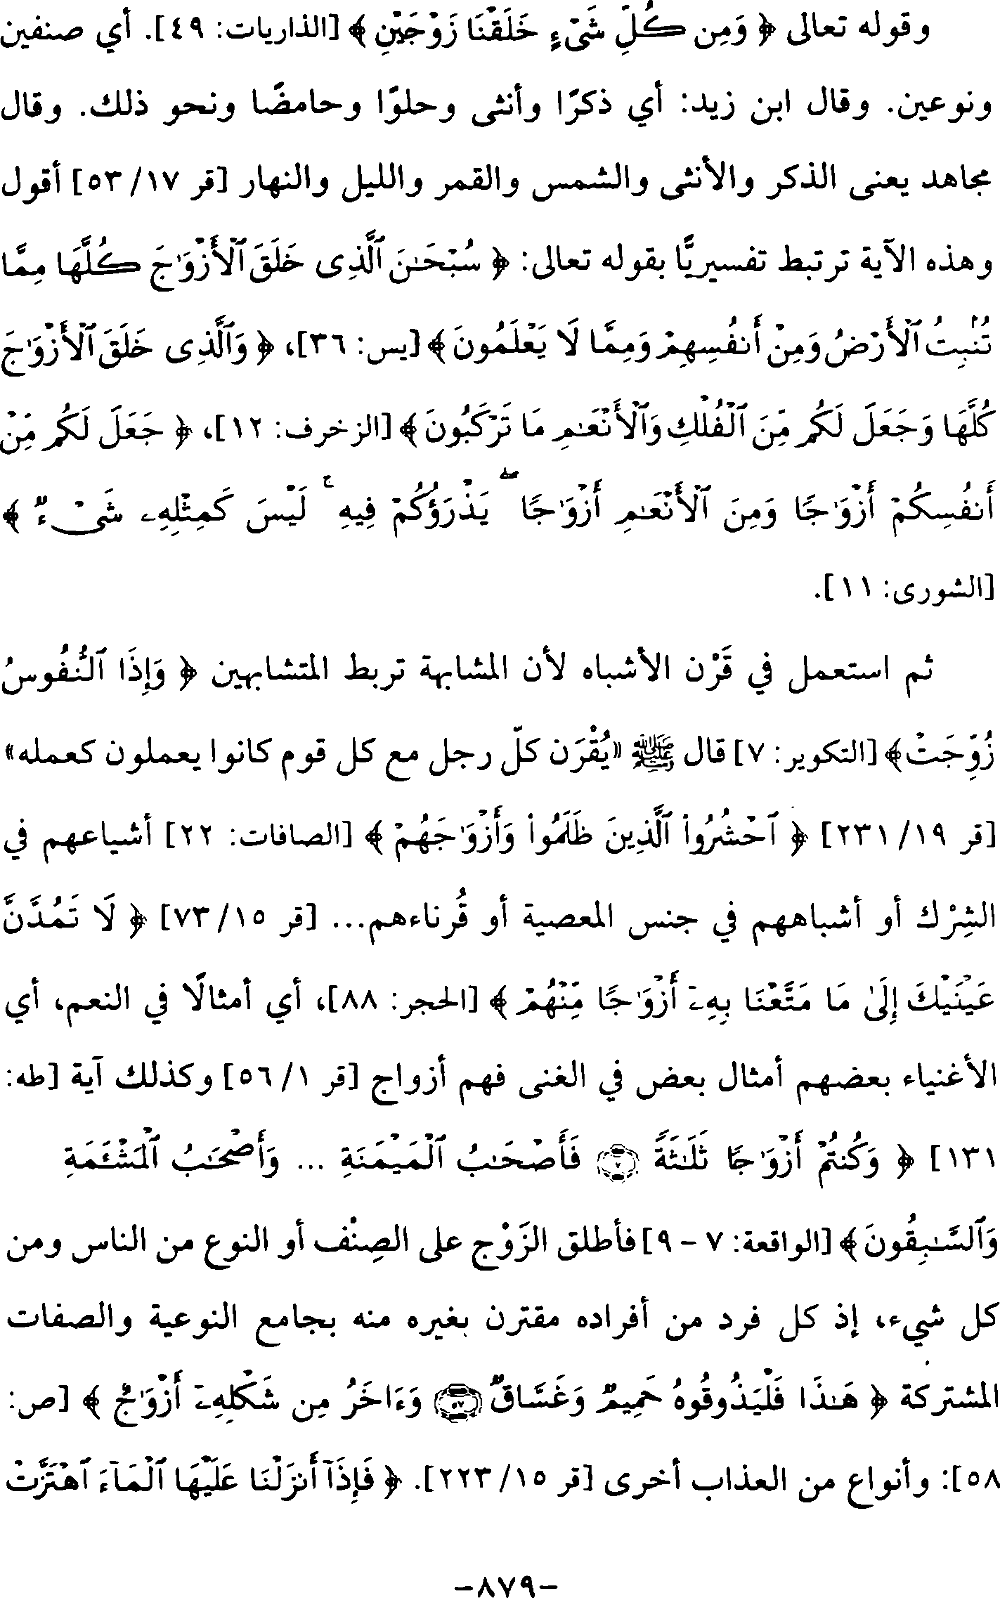 وقوله تعالى ﴿ وَمِن كُلِّ شَىْءٍ خَلَقْنَا زَوْجَيْنِ ﴾ [الذاريات: ٤٩]. أي صنفين
ونوعين. وقال ابن زيد: أي ذكرًا وأنثى وحلوًا وحامضًا ونحو ذلك. وقال
مجاهد يعنى الذكر والأنثى والشمس والقمر والليل والنهار [قر ١٧/ ٥٣] أقول
وهذه الآية ترتبط تفسيريًّا بقوله تعالى: ﴿ سُبْحَٰنَ ٱلَّذِى خَلَقَ ٱلْأَزْوَٰجَ كُلَّهَا مِمَّا
تُنۢبِتُ ٱلْأَرْضُ وَمِنْ أَنفُسِهِمْ وَمِمَّا لَا يَعْلَمُونَ ﴾ [يس: ٣٦]، ﴿ وَٱلَّذِى خَلَقَ ٱلْأَزْوَٰجَ
كُلَّهَا وَجَعَلَ لَكُم مِّنَ ٱلْفُلْكِ وَٱلْأَنْعَٰمِ مَا تَرْكَبُونَ ﴾ [الزخرف: ١٢]، ﴿ جَعَلَ لَكُم مِّنْ
أَنفُسِكُمْ أَزْوَٰجًا وَمِنَ ٱلْأَنْعَٰمِ أَزْوَٰجًا ۖ يَذْرَؤُكُمْ فِيهِ ۚ لَيْسَ كَمِثْلِهِۦ شَىْءٌ ﴾
[الشورى: ١١].
ثم استعمل في قَرْن الأشباه لأن المشابهة تربط المتشابهين ﴿ وَإِذَا ٱلنُّفُوسُ
زُوِّجَتْ ﴾ [التكوير: ٧] قال ﷺ «يُقْرَن كلّ رجل مع كل قوم كانوا يعملون كعمله»
[قر ١٩/ ٢٣١] ﴿ ٱحْشُرُوا۟ ٱلَّذِينَ ظَلَمُوا۟ وَأَزْوَٰجَهُمْ ﴾ [الصافات: ٢٢] أشياعهم في
الشِرْك أو أشباههم في جنس المعصية أو قُرناءهم... [قر ١٥/ ٧٣] ﴿ لَا تَمُدَّنَّ
عَيْنَيْكَ إِلَىٰ مَا مَتَّعْنَا بِهِۦٓ أَزْوَٰجًا مِّنْهُمْ ﴾ [الحجر: ٨٨]، أي أمثالًا في النعم، أي
الأغنياء بعضهم أمثال بعض في الغنى فهم أزواج [قر ١/ ٥٦] وكذلك آية [طه:
١٣١] ﴿ وَكُنتُمْ أَزْوَٰجًا ثَلَٰثَةً ۝٧ فَأَصْحَٰبُ ٱلْمَيْمَنَةِ ... وَأَصْحَٰبُ ٱلْمَشْـَٔمَةِ
وَٱلسَّٰبِقُونَ ﴾ [الواقعة: ٧ – ٩] فأطلق الزَوْج على الصِنْف أو النوع من الناس ومن
كل شيء، إذ كل فرد من أفراده مقترن بغيره منه بجامع النوعية والصفات
المشتركة ﴿ هَٰذَا فَلْيَذُوقُوهُ حَمِيمٌ وَغَسَّاقٌ ۝٥٧ وَءَاخَرُ مِن شَكْلِهِۦٓ أَزْوَٰجٌ ﴾ [ص:
٥٨]: وأنواع من العذاب أخرى [قر ١٥/ ٢٢٣]. ﴿ فَإِذَآ أَنزَلْنَا عَلَيْهَا ٱلْمَآءَ ٱهْتَزَّتْ
-٨٧٩-